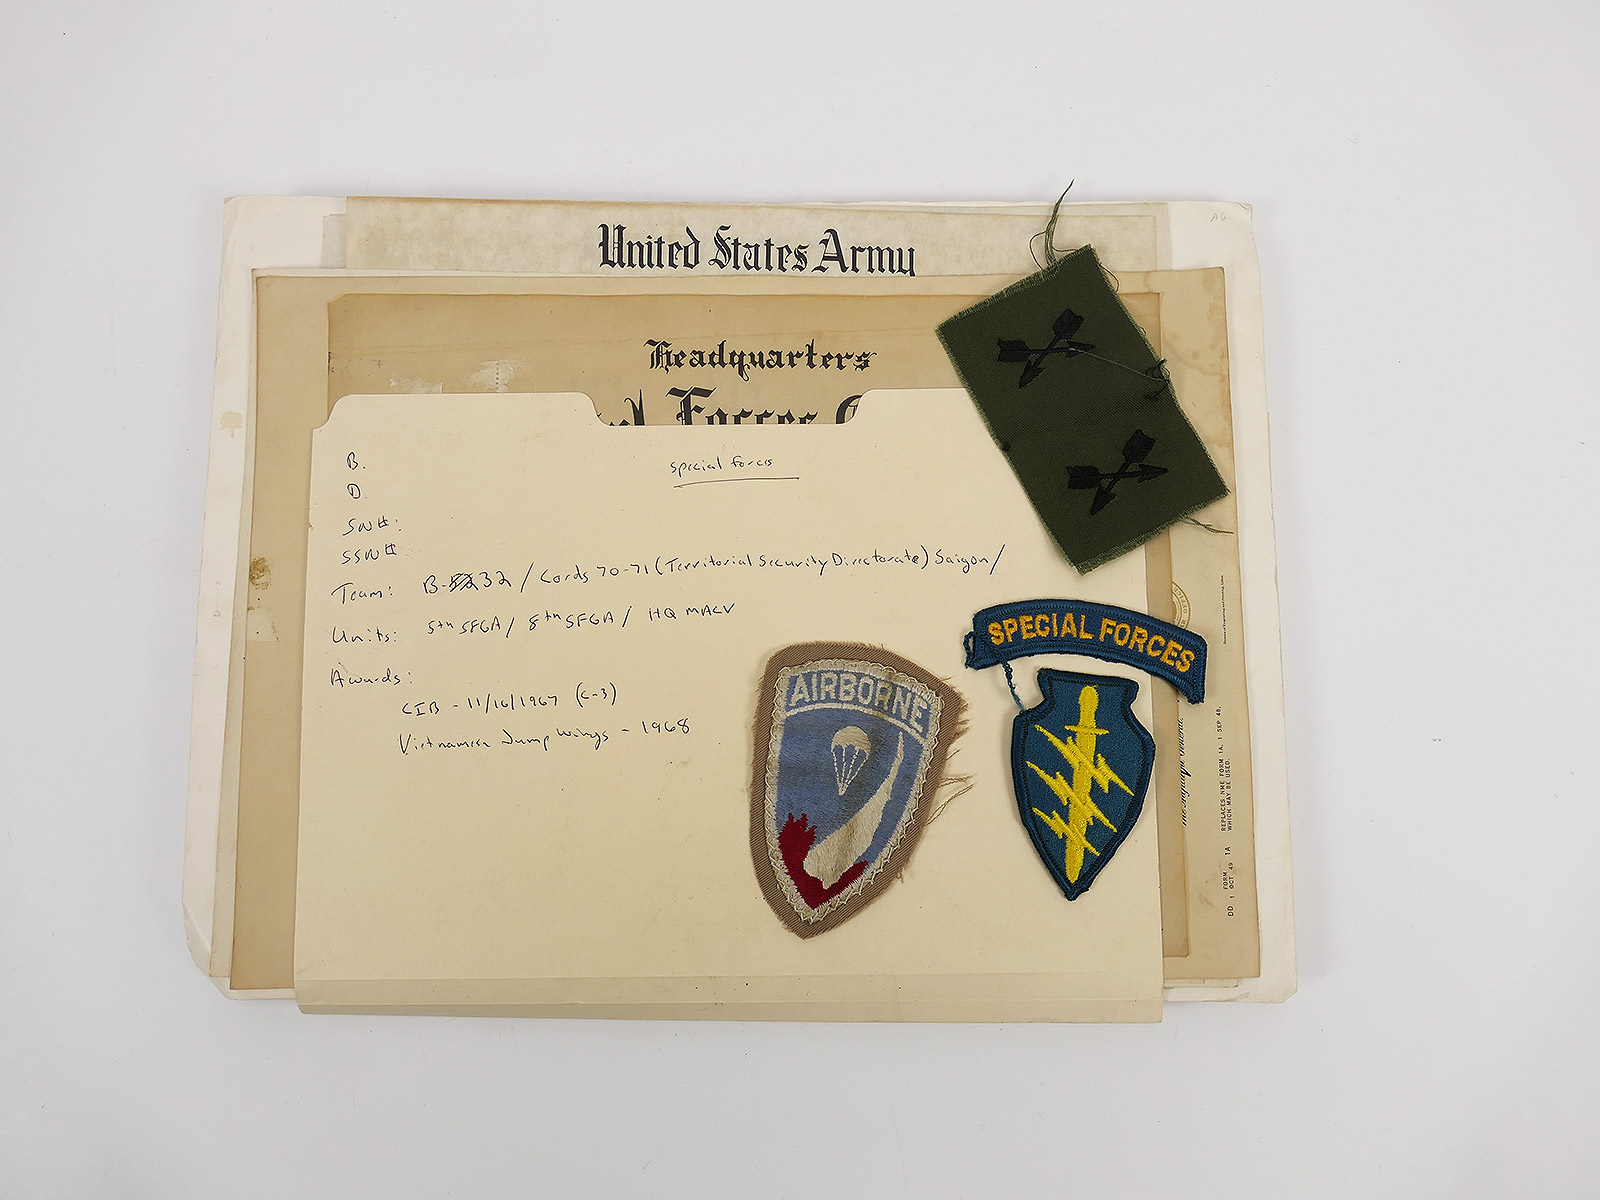 A6
United States Army
Headquarters
Forces
B.
Special Forces
D.
SN#:
SSN#
Team: B-32 / Cords 70-71 (Territorial Security Directorate) Saigon/
Units: 5th SFGA / 8th SFGA / HQ MACV
Awards:
CIB - 11/16/1967 (C-3)
Vietnamese Jump Wings - 1968
AIRBORNE
SPECIAL FORCES
DD FORM 1A
1 OCT 49
REPLACES NME FORM 1A, 1 SEP 48,
WHICH MAY BE USED.